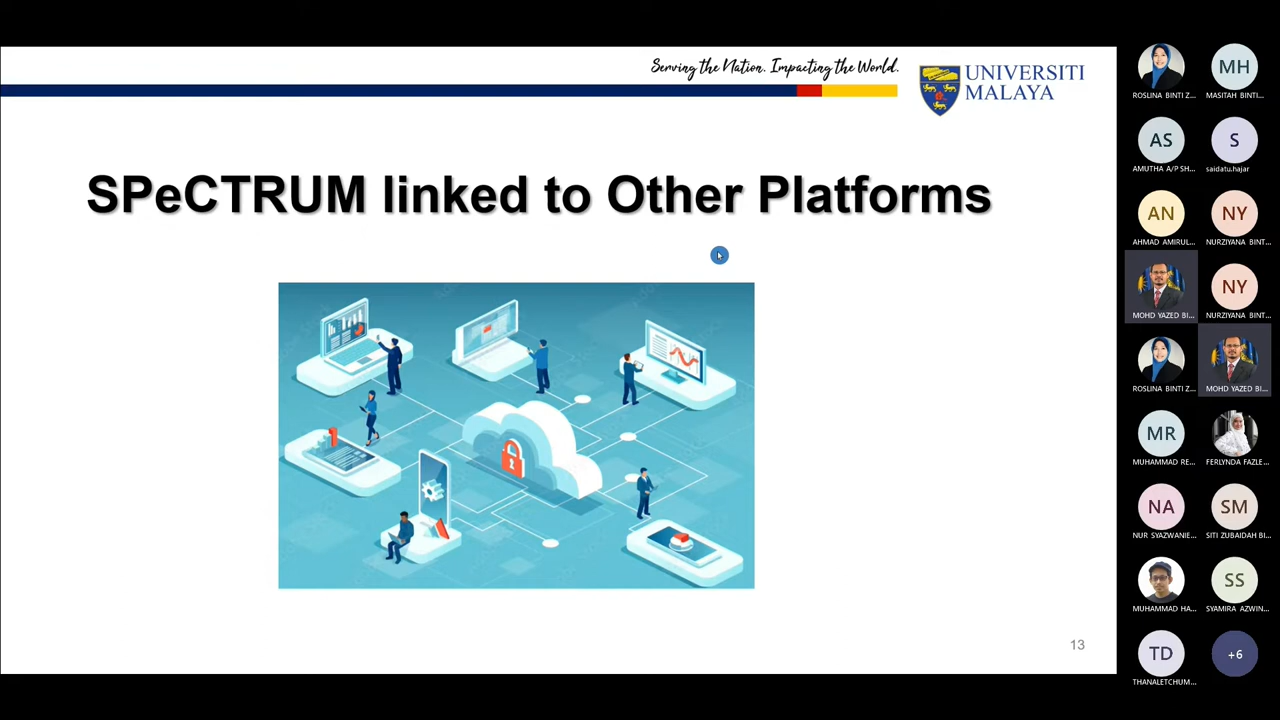 Serving the Nation. Impacting the World.
UNIVERSITI
MALAYA
SPeCTRUM linked to Other Platforms
13
ROSLINA BINTI Z...
MH
MASITAH BINTI...
AS
AMUTHA A/P SH...
S
saidatu.hajar
AN
AHMAD AMIRUL...
NY
NURZIYANA BINT...
MOHD YAZED BI...
NY
NURZIYANA BINT...
ROSLINA BINTI Z...
MOHD YAZED BI...
MR
MUHAMMAD RE...
FERLYNDA FAZLE...
NA
NUR SYAZWANIE...
SM
SITI ZUBAIDAH BI...
MUHAMMAD HA...
SS
SYAMIRA AZWIN...
TD
THANALETCHUM...
+6